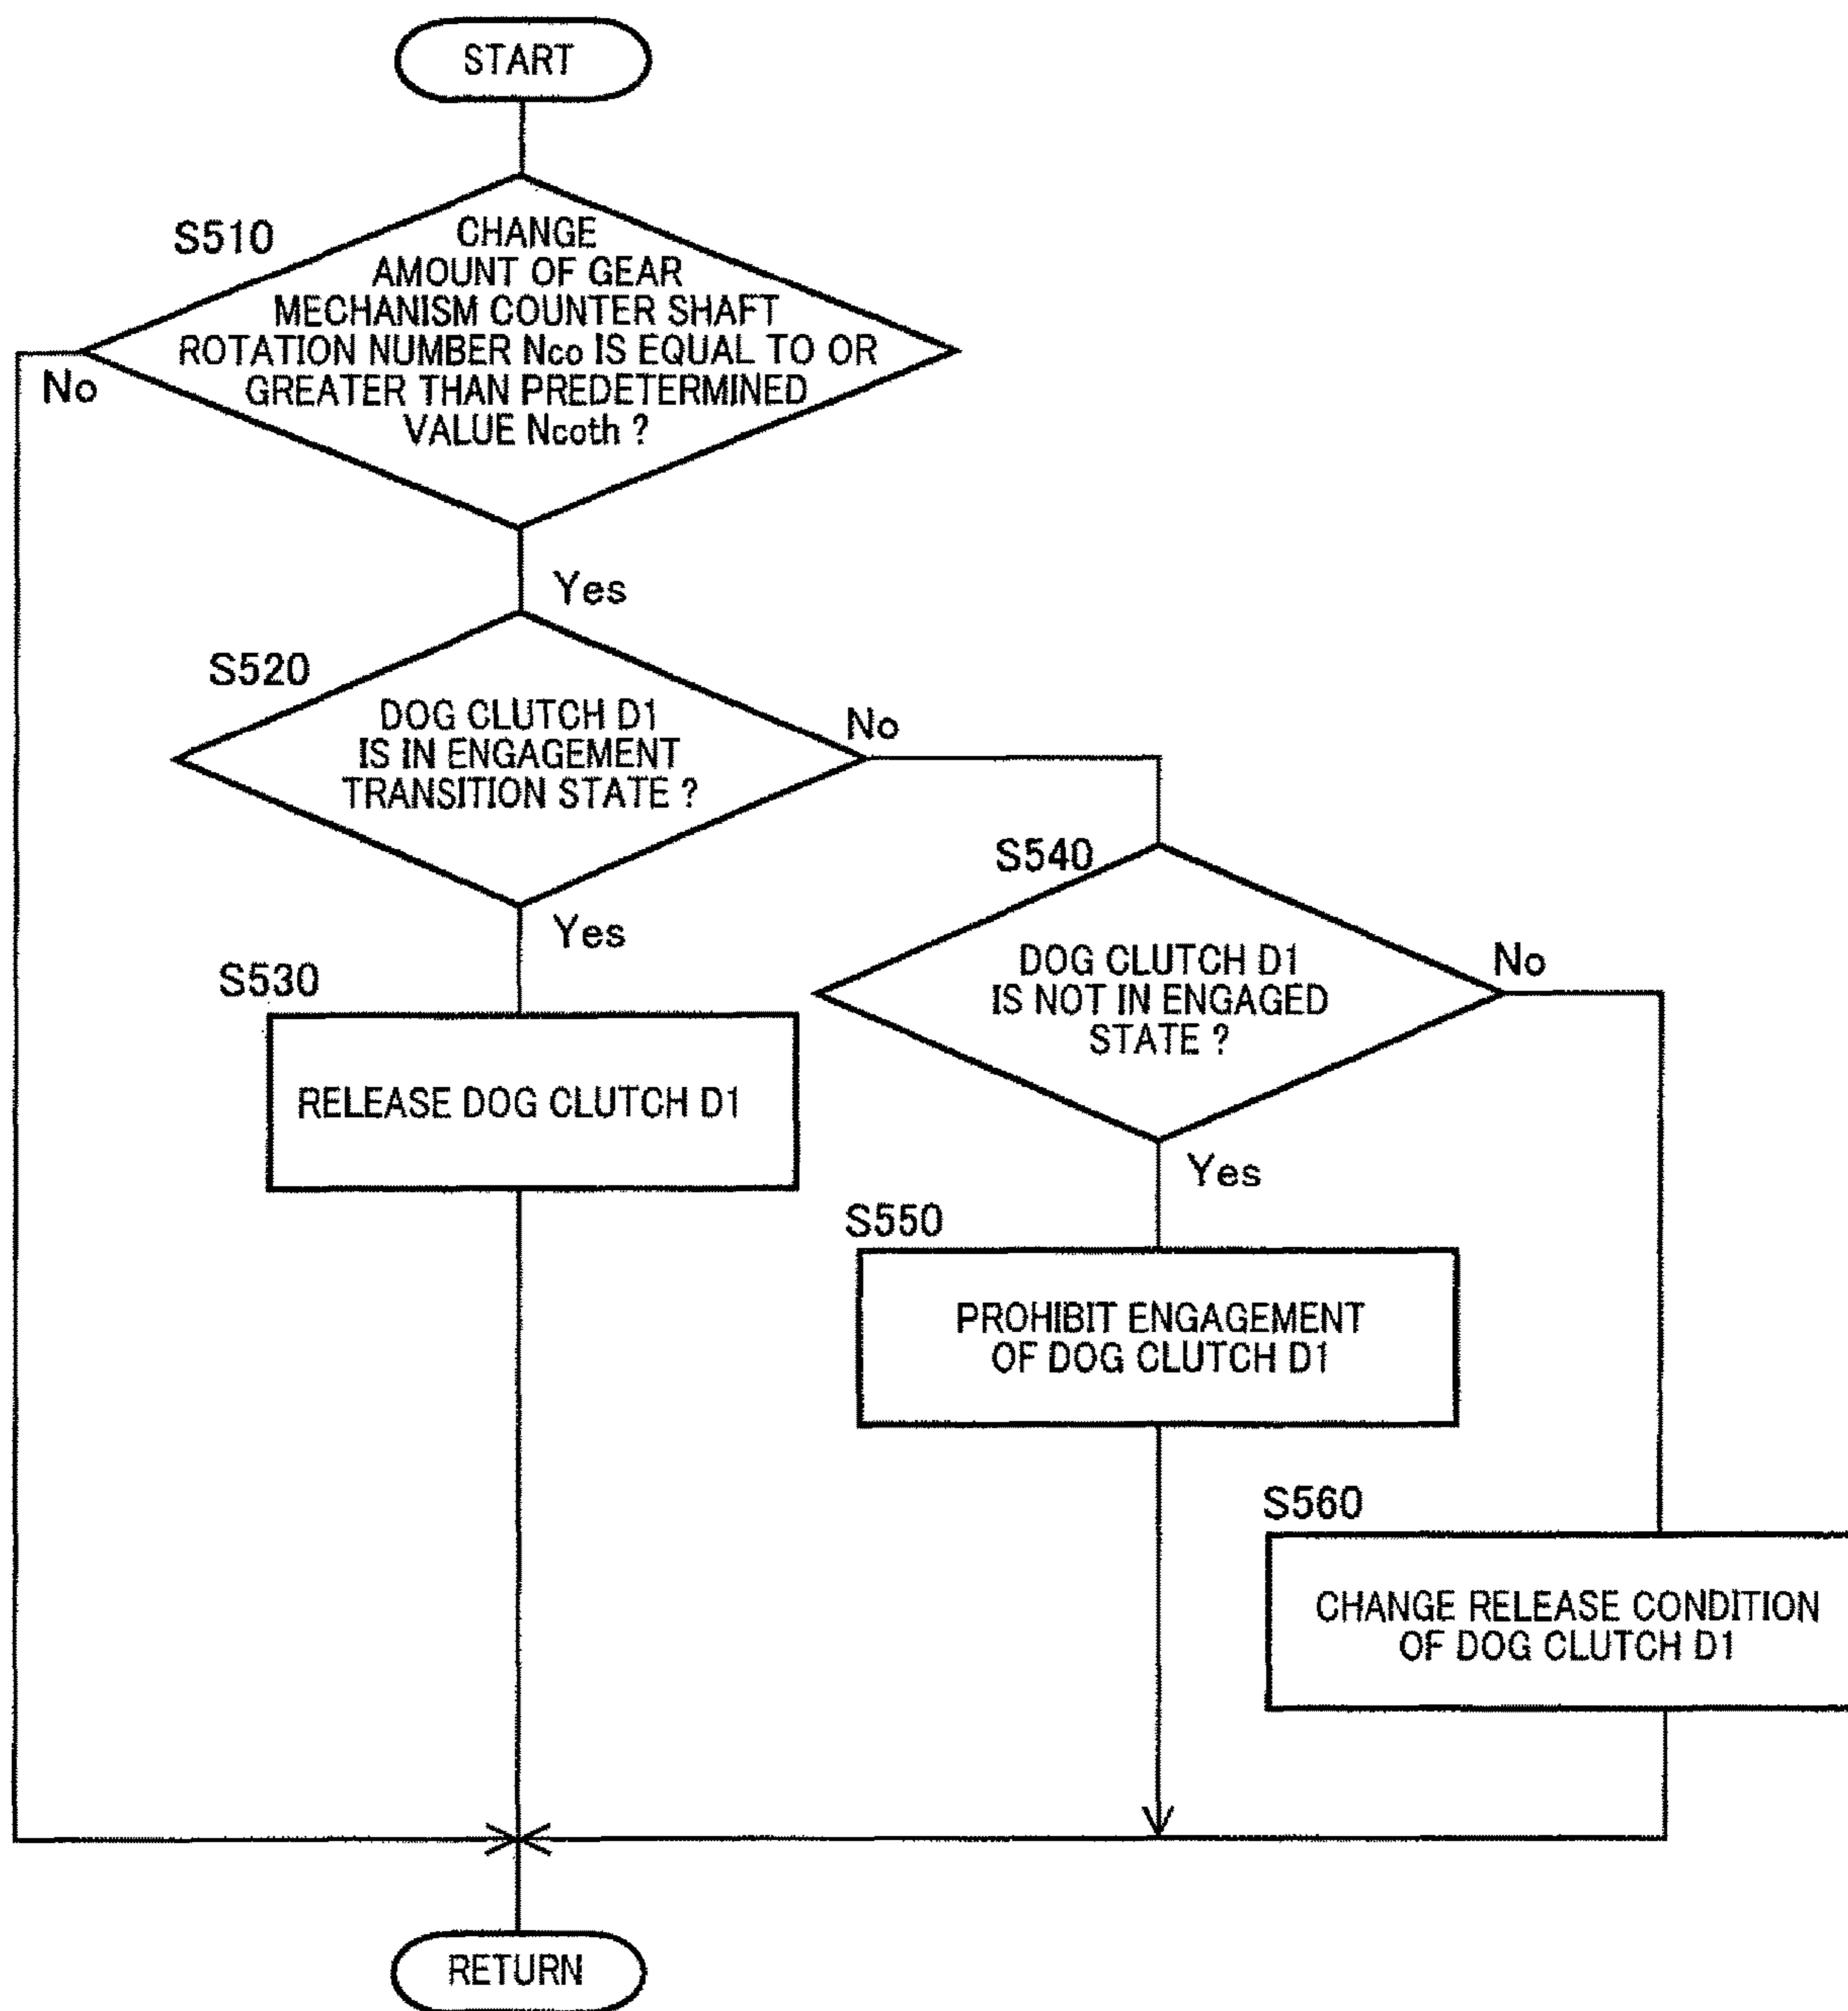 START
S510
CHANGE
AMOUNT OF GEAR
MECHANISM COUNTER SHAFT
ROTATION NUMBER Nco IS EQUAL TO OR
GREATER THAN PREDETERMINED
VALUE Ncoth ?
No
Yes
S520
DOG CLUTCH D1
IS IN ENGAGEMENT
TRANSITION STATE ?
No
Yes
S530
RELEASE DOG CLUTCH D1
S540
DOG CLUTCH D1
IS NOT IN ENGAGED
STATE ?
No
Yes
S550
PROHIBIT ENGAGEMENT
OF DOG CLUTCH D1
S560
CHANGE RELEASE CONDITION
OF DOG CLUTCH D1
RETURN